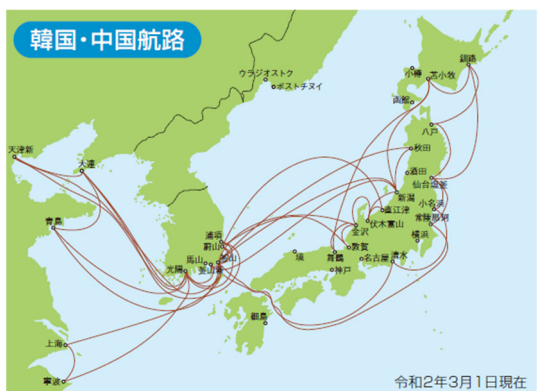 韓国・中国航路
ウラジオストク
ボストチヌイ
小樽
苫小牧
釧路
函館
八戸
秋田
酒田
仙台塩釜
新潟
小名浜
直江津
常陸那珂
伏木富山
金沢
横浜
敦賀
名古屋
清水
舞鶴
神戸
境
細島
天津新
大連
青島
浦項
蔚山
釜山
馬山
釜山新
光陽
上海
寧波
令和2年3月1日現在